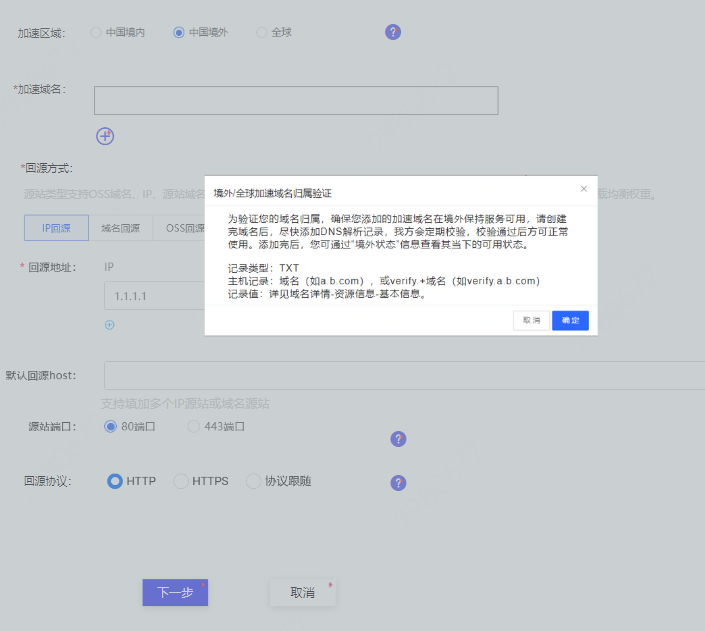 加速区域: 中国境内 中国境外 全球 ?
*加速域名:
*回源方式:
源站类型支持OSS域名、IP、源站域名 载均衡权重。
IP回源 域名回源 OSS回源
境外/全球加速域名归属验证 ×
为验证您的域名归属,确保您添加的加速域名在境外保持服务可用,请创建
完域名后,尽快添加DNS解析记录,我方会定期校验,校验通过后方可正常
使用。添加完后,您可通过"境外状态"信息查看其当下的可用状态。
记录类型:TXT
主机记录:域名(如a.b.com),或verify.+域名(如verify.a.b.com)
记录值:详见域名详情-资源信息-基本信息。
取消 确定
* 回源地址: IP
1.1.1.1
默认回源host:
支持填加多个IP源站或域名源站
源站端口: 80端口 443端口 ?
回源协议: HTTP HTTPS 协议跟随 ?
下一步 * 取消 *